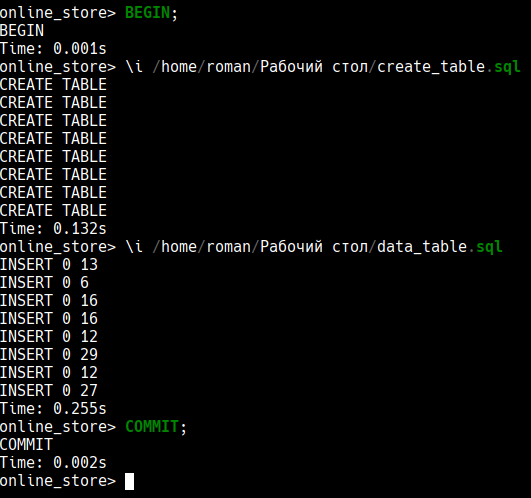 online_store> BEGIN;
BEGIN
Time: 0.001s
online_store> \i /home/roman/Рабочий стол/create_table.sql
CREATE TABLE
CREATE TABLE
CREATE TABLE
CREATE TABLE
CREATE TABLE
CREATE TABLE
CREATE TABLE
CREATE TABLE
Time: 0.132s
online_store> \i /home/roman/Рабочий стол/data_table.sql
INSERT 0 13
INSERT 0 6
INSERT 0 16
INSERT 0 16
INSERT 0 12
INSERT 0 29
INSERT 0 12
INSERT 0 27
Time: 0.255s
online_store> COMMIT;
COMMIT
Time: 0.002s
online_store>